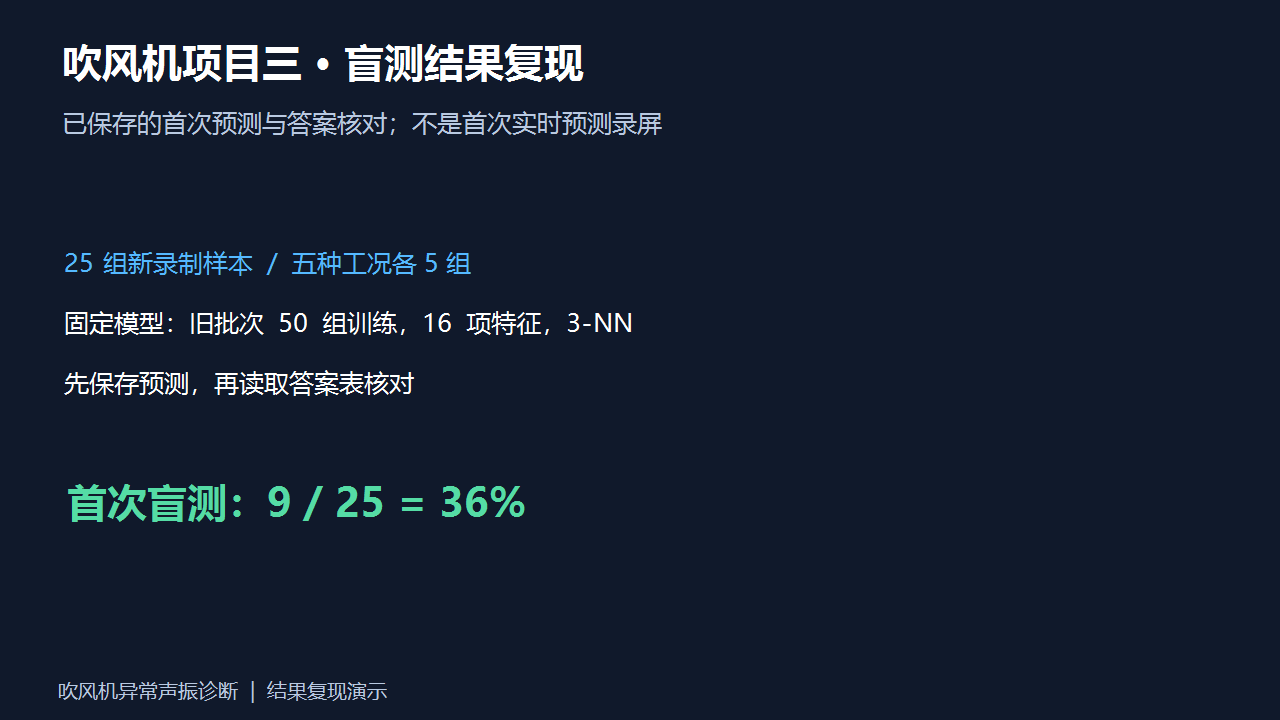 吹风机项目三 • 盲测结果复现
已保存的首次预测与答案核对；不是首次实时预测录屏
25 组新录制样本 / 五种工况各 5 组
固定模型：旧批次 50 组训练，16 项特征，3-NN
先保存预测，再读取答案表核对
首次盲测：9 / 25 = 36%
吹风机异常声振诊断 | 结果复现演示